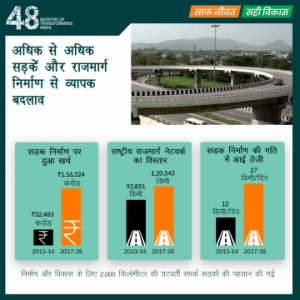 48 MONTHS OF
TRANSFORMING
INDIA
साफ नीयत सही विकास
अधिक से अधिक
सड़कें और राजमार्ग
निर्माण से व्यापक
बदलाव
सड़क निर्माण पर
हुआ खर्च
₹1,16,324
करोड़
₹32,483
करोड़
2013-14 2017-18
राष्ट्रीय राजमार्ग नेटवर्क
का विस्तार
1,20,543
किमी
92,851
किमी
2013-14 2017-18
सड़क निर्माण की गति
में आई तेजी
27
किमी/दिन
12
किमी/दिन
2013-14 2017-18
निर्माण और विकास के लिए 2,000 किलोमीटर की तटवर्ती संपर्क सड़कों की पहचान की गई